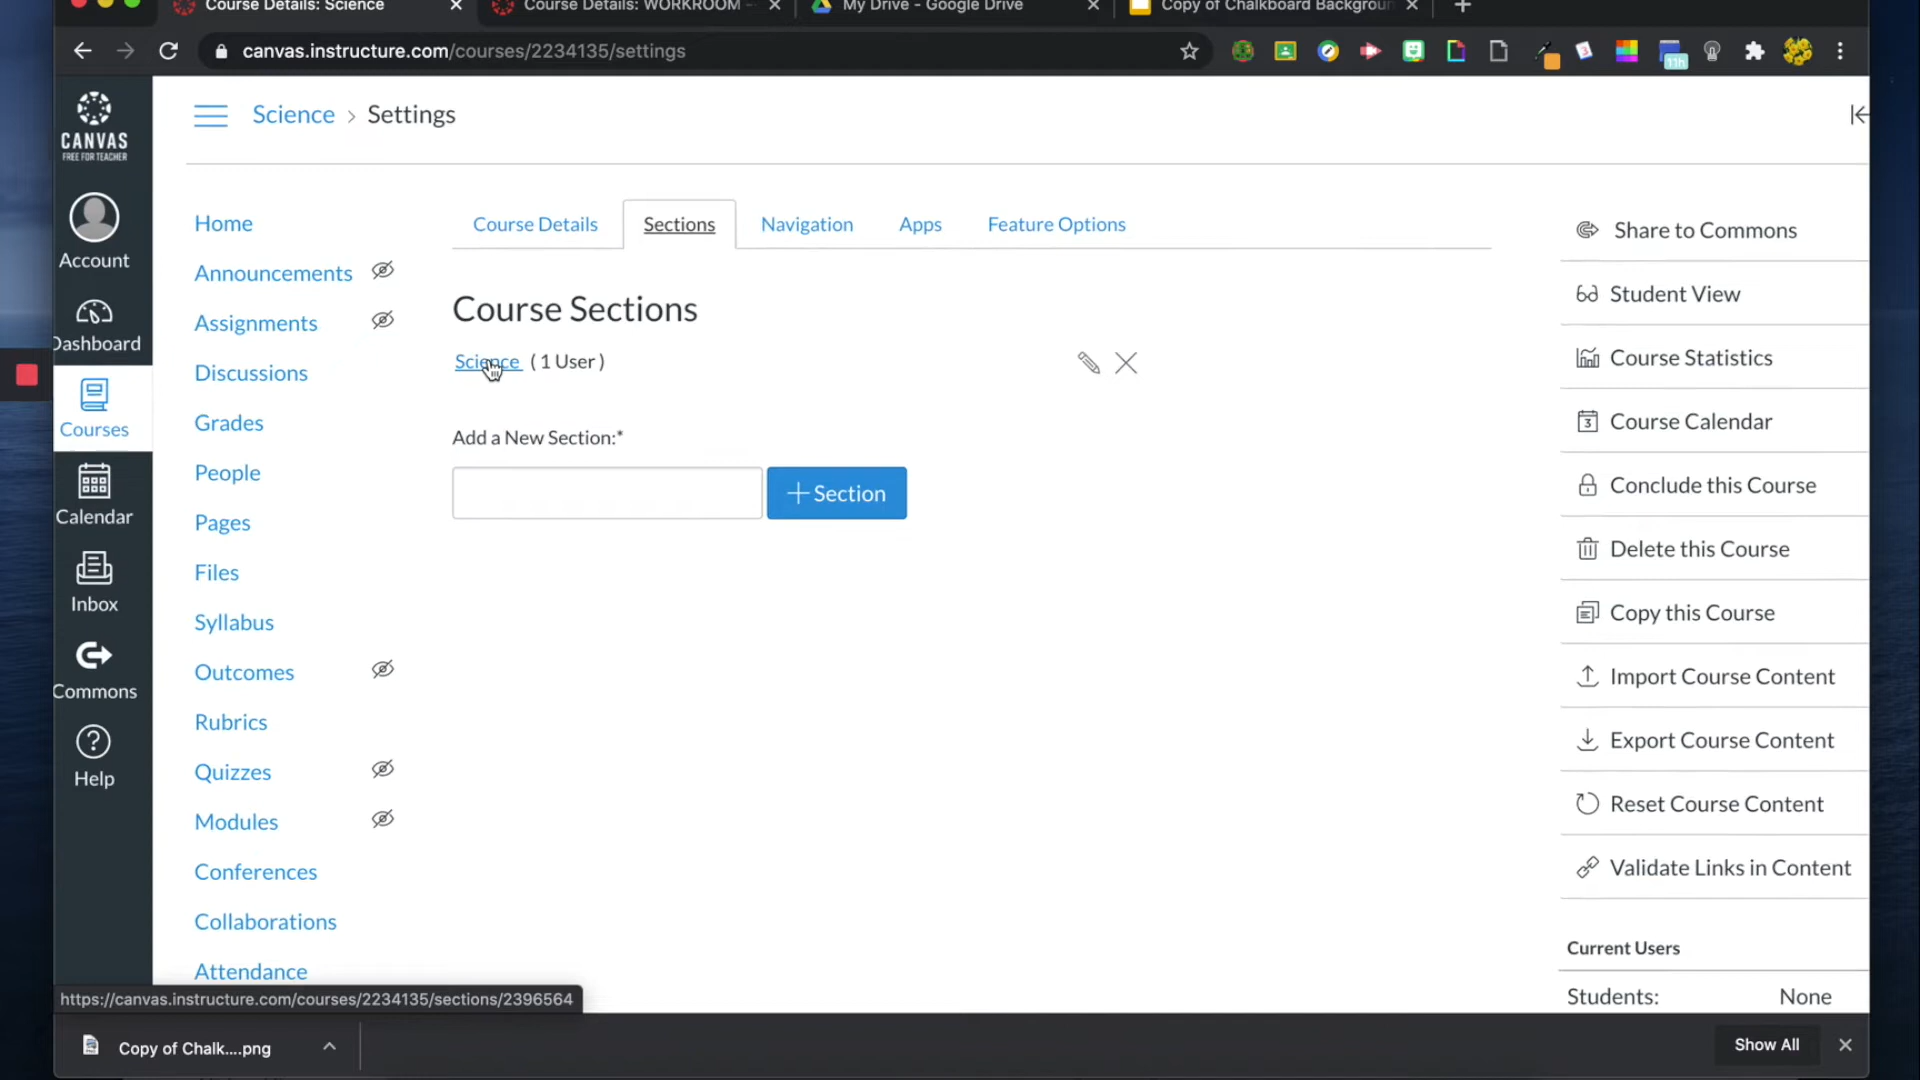 Course Details: Science
Course Details: WORKROOM -
My Drive - Google Drive
Copy of Chalkboard Backgroun
canvas.instructure.com/courses/2234135/settings
11h
3
CANVAS
FREE FOR TEACHER
Science > Settings
Account
Dashboard
Courses
Calendar
Inbox
Commons
Help
Home
Announcements
Assignments
Discussions
Grades
People
Pages
Files
Syllabus
Outcomes
Rubrics
Quizzes
Modules
Conferences
Collaborations
Attendance
Course Details
Sections
Navigation
Apps
Feature Options
Course Sections
Science ( 1 User )
Add a New Section:*
+ Section
Share to Commons
Student View
Course Statistics
3 Course Calendar
Conclude this Course
Delete this Course
Copy this Course
Import Course Content
Export Course Content
Reset Course Content
Validate Links in Content
Current Users
Students: None
https://canvas.instructure.com/courses/2234135/sections/2396564
Copy of Chalk....png
Show All